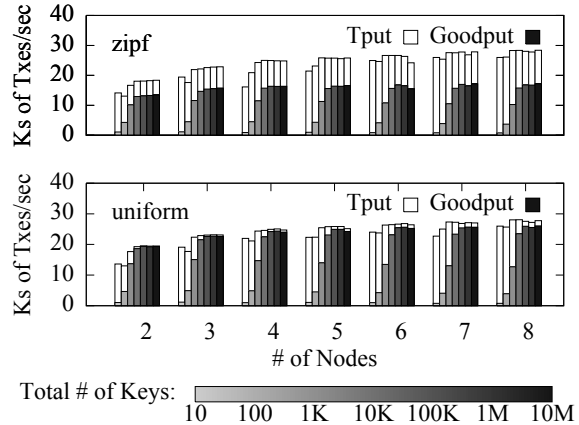 Ks of Txes/sec
40
30
20
10
0
zipf
Tput Goodput
Ks of Txes/sec
40
30
20
10
0
uniform
Tput Goodput
2 3 4 5 6 7 8
# of Nodes
Total # of Keys:
10 100 1K 10K 100K 1M 10M